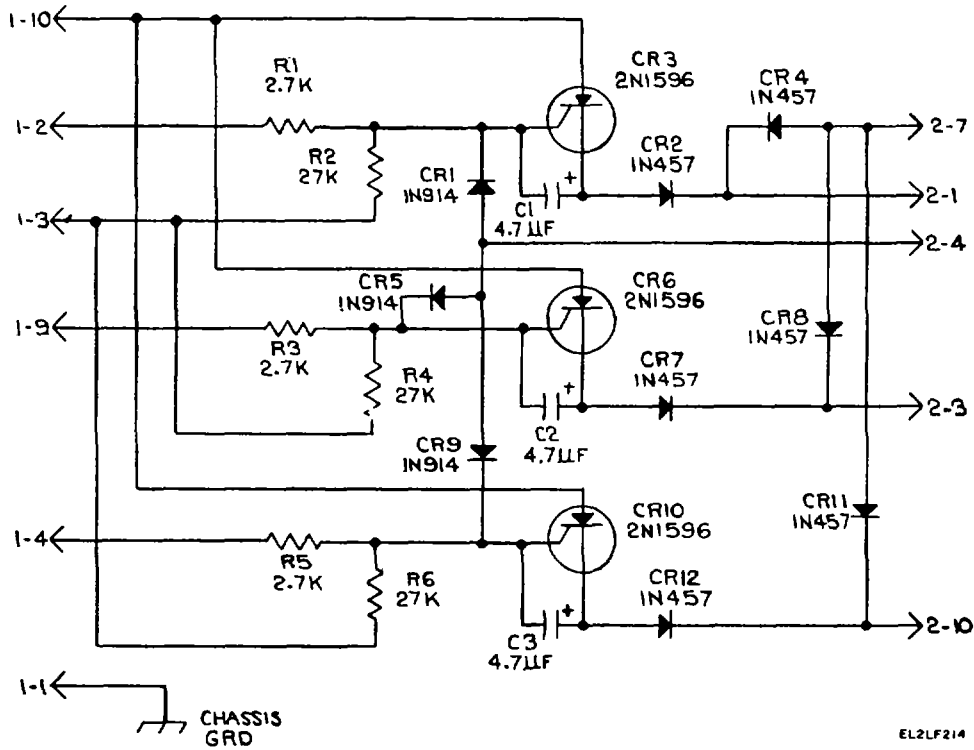 1-10
R1
2.7K
CR3
2N1596
CR4
1N457
1-2
2-7
R2
27K
CR1
1N914
CR2
1N457
C1
4.7µF
+
2-1
1-3
2-4
CR5
1N914
CR6
2N1596
1-9
R3
2.7K
CR8
1N457
R4
27K
CR7
1N457
+
2-3
C2
4.7µF
CR9
1N914
CR10
2N1596
CR11
1N457
1-4
R5
2.7K
R6
27K
CR12
1N457
+
C3
4.7µF
2-10
1-1
CHASSIS
GRD
EL2LF214